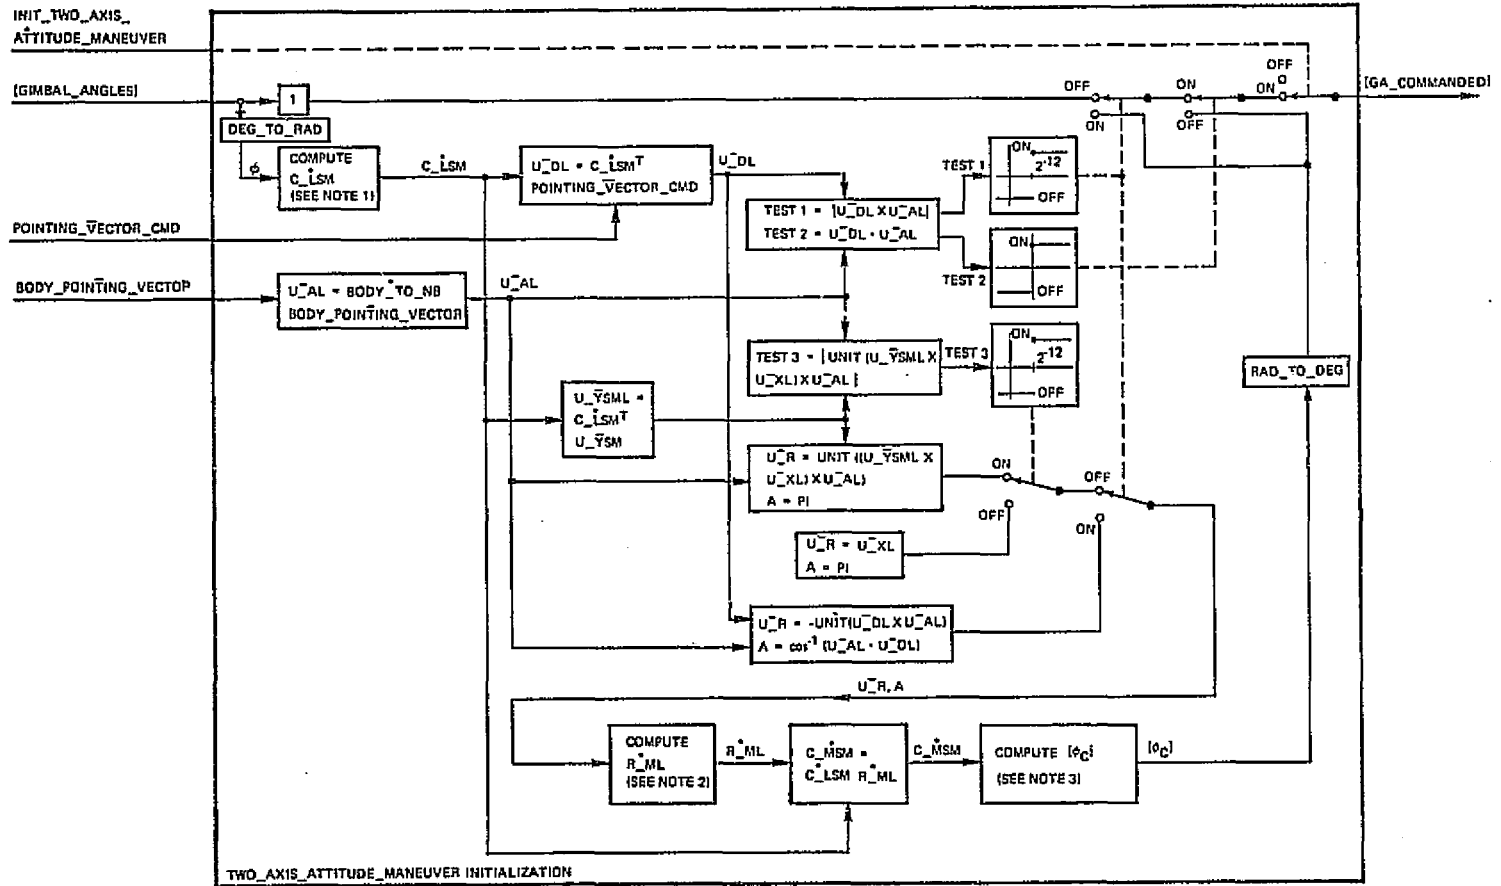 INIT_TWO_AXIS_
ATTITUDE_MANEUVER
[GIMBAL_ANGLES]
1
DEG_TO_RAD
ϕ
COMPUTE
C_LSM
(SEE NOTE 1)
C_LSM
U_DL = C_LSM^T
POINTING_VECTOR_CMD
U_DL
POINTING_VECTOR_CMD
BODY_POINTING_VECTOR
U_AL = BODY_TO_NB
BODY_POINTING_VECTOR
U_AL
TEST 1 = |U_DL X U_AL|
TEST 2 = U_DL · U_AL
TEST 1
ON
2^-12
OFF
TEST 2
ON
OFF
OFF
ON
ON
OFF
OFF
ON
[GA_COMMANDED]
TEST 3 = | UNIT (U_YSML X
U_XL) X U_AL |
TEST 3
ON
2^-12
OFF
RAD_TO_DEG
U_YSML =
C_LSM^T
U_YSM
U_R = UNIT ((U_YSML X
U_XL) X U_AL)
A = PI
ON
OFF
OFF
ON
U_R = U_XL
A = PI
U_R = -UNIT(U_DL X U_AL)
A = cos^-1 (U_AL · U_DL)
U_R, A
COMPUTE
R_ML
(SEE NOTE 2)
R_ML
C_MSM =
C_LSM R_ML
C_MSM
COMPUTE [ϕC]
(SEE NOTE 3)
[ϕC]
TWO_AXIS_ATTITUDE_MANEUVER INITIALIZATION